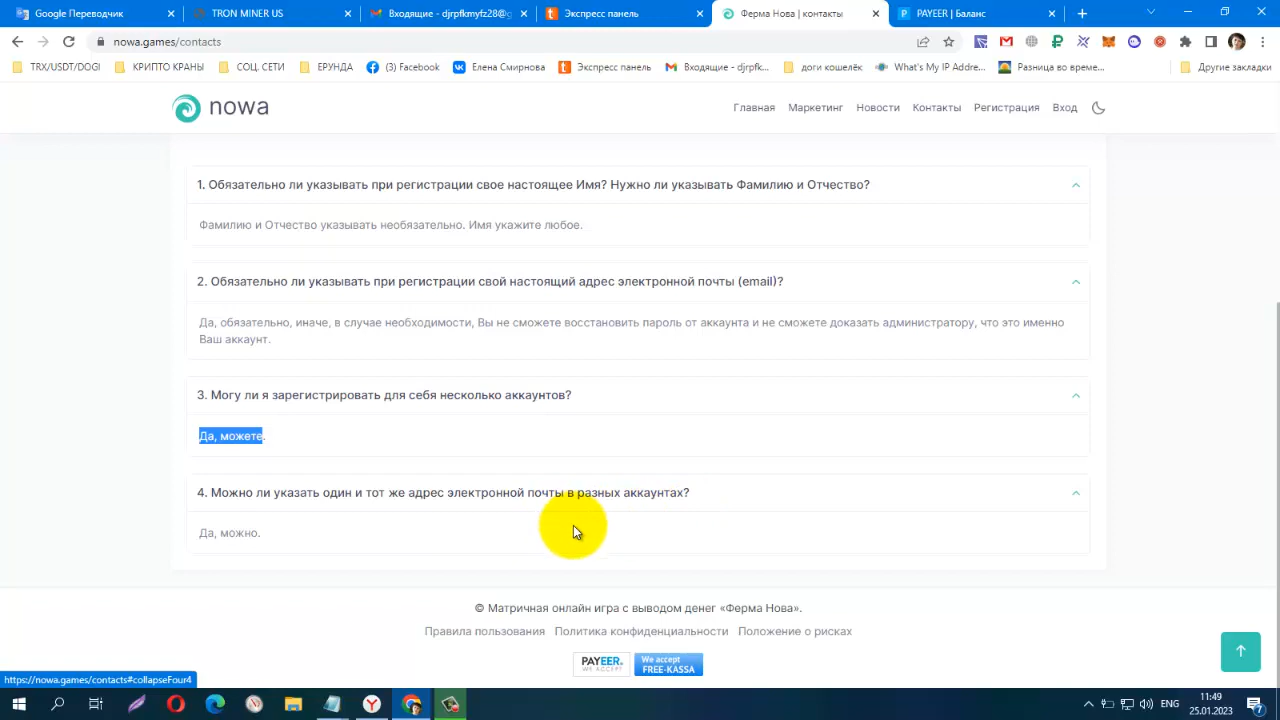 Google Переводчик
TRON MINER US
Входящие - djrpfkmyfz28@g
Экспресс панель
Ферма Нова | контакты
PAYEER | Баланс
nowa.games/contacts
TRX/USDT/DOGI
КРИПТО КРАНЫ
СОЦ. СЕТИ
ЕРУНДА
(3) Facebook
Елена Смирнова
Экспресс панель
Входящие - djrpfk...
доги кошелёк
What's My IP Addre...
Разница во време...
Другие закладки
nowa
Главная
Маркетинг
Новости
Контакты
Регистрация
Вход
1. Обязательно ли указывать при регистрации свое настоящее Имя? Нужно ли указывать Фамилию и Отчество?
Фамилию и Отчество указывать необязательно. Имя укажите любое.
2. Обязательно ли указывать при регистрации свой настоящий адрес электронной почты (email)?
Да, обязательно, иначе, в случае необходимости, Вы не сможете восстановить пароль от аккаунта и не сможете доказать администратору, что это именно
Ваш аккаунт.
3. Могу ли я зарегистрировать для себя несколько аккаунтов?
Да, можете.
4. Можно ли указать один и тот же адрес электронной почты в разных аккаунтах?
Да, можно.
© Матричная онлайн игра с выводом денег «Ферма Нова».
Правила пользования
Политика конфиденциальности
Положение о рисках
PAYEER
WE ACCEPT
We accept
FREE-KASSA
https://nowa.games/contacts#collapseFour4
ENG
11:49
25.01.2023